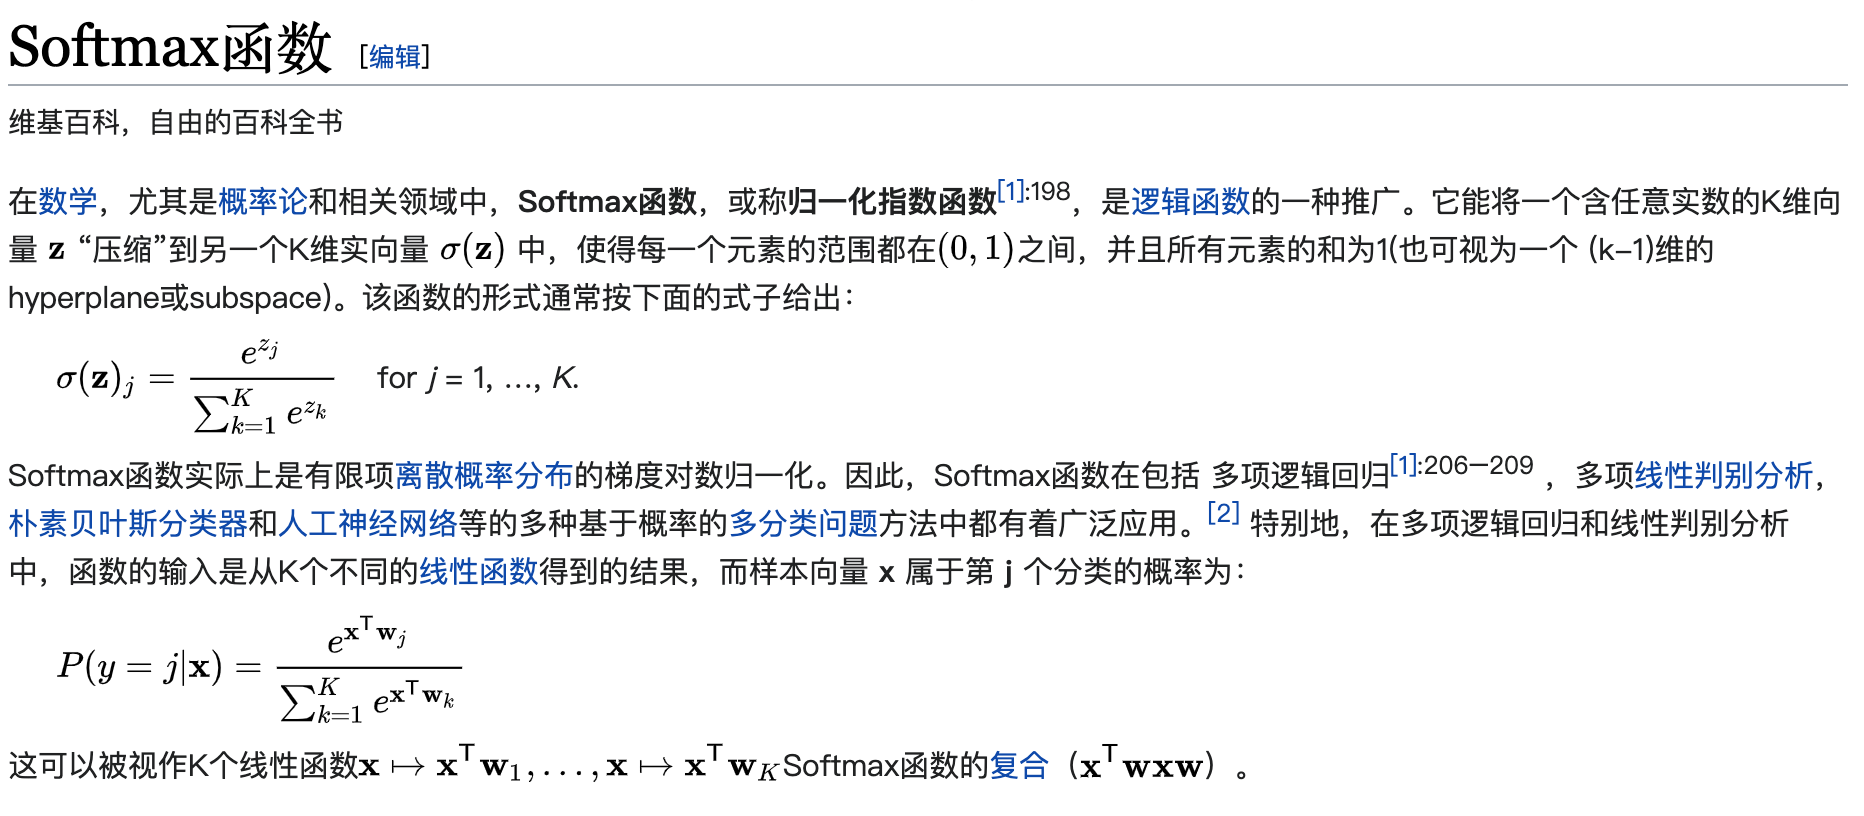 Softmax函数 [编辑]
维基百科，自由的百科全书
在数学，尤其是概率论和相关领域中，Softmax函数，或称归一化指数函数[1]:198，是逻辑函数的一种推广。它能将一个含任意实数的K维向
量 z “压缩”到另一个K维实向量 σ(z) 中，使得每一个元素的范围都在(0, 1)之间，并且所有元素的和为1(也可视为一个 (k-1)维的
hyperplane或subspace)。该函数的形式通常按下面的式子给出：
σ(z)_j = e^{z_j} / ∑_{k=1}^{K} e^{z_k} for j = 1, …, K.
Softmax函数实际上是有限项离散概率分布的梯度对数归一化。因此，Softmax函数在包括 多项逻辑回归[1]:206–209 ，多项线性判别分析，
朴素贝叶斯分类器和人工神经网络等的多种基于概率的多分类问题方法中都有着广泛应用。[2] 特别地，在多项逻辑回归和线性判别分析
中，函数的输入是从K个不同的线性函数得到的结果，而样本向量 x 属于第 j 个分类的概率为：
P(y = j|x) = e^{x^⊤ w_j} / ∑_{k=1}^{K} e^{x^⊤ w_k}
这可以被视作K个线性函数x ↦ x^⊤ w_1, …, x ↦ x^⊤ w_K Softmax函数的复合（x^⊤ wxw）。